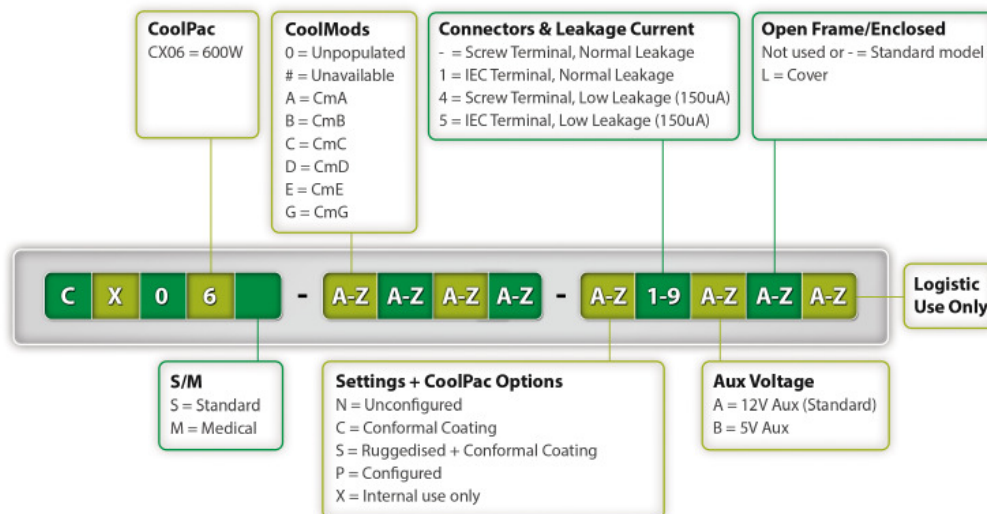 CoolPac
CX06 = 600W
CoolMods
0 = Unpopulated
# = Unavailable
A = CmA
B = CmB
C = CmC
D = CmD
E = CmE
G = CmG
Connectors & Leakage Current
- = Screw Terminal, Normal Leakage
1 = IEC Terminal, Normal Leakage
4 = Screw Terminal, Low Leakage (150uA)
5 = IEC Terminal, Low Leakage (150uA)
Open Frame/Enclosed
Not used or - = Standard model
L = Cover
C X 0 6 - A-Z A-Z A-Z A-Z - A-Z 1-9 A-Z A-Z A-Z
Logistic
Use Only
S/M
S = Standard
M = Medical
Settings + CoolPac Options
N = Unconfigured
C = Conformal Coating
S = Ruggedised + Conformal Coating
P = Configured
X = Internal use only
Aux Voltage
A = 12V Aux (Standard)
B = 5V Aux